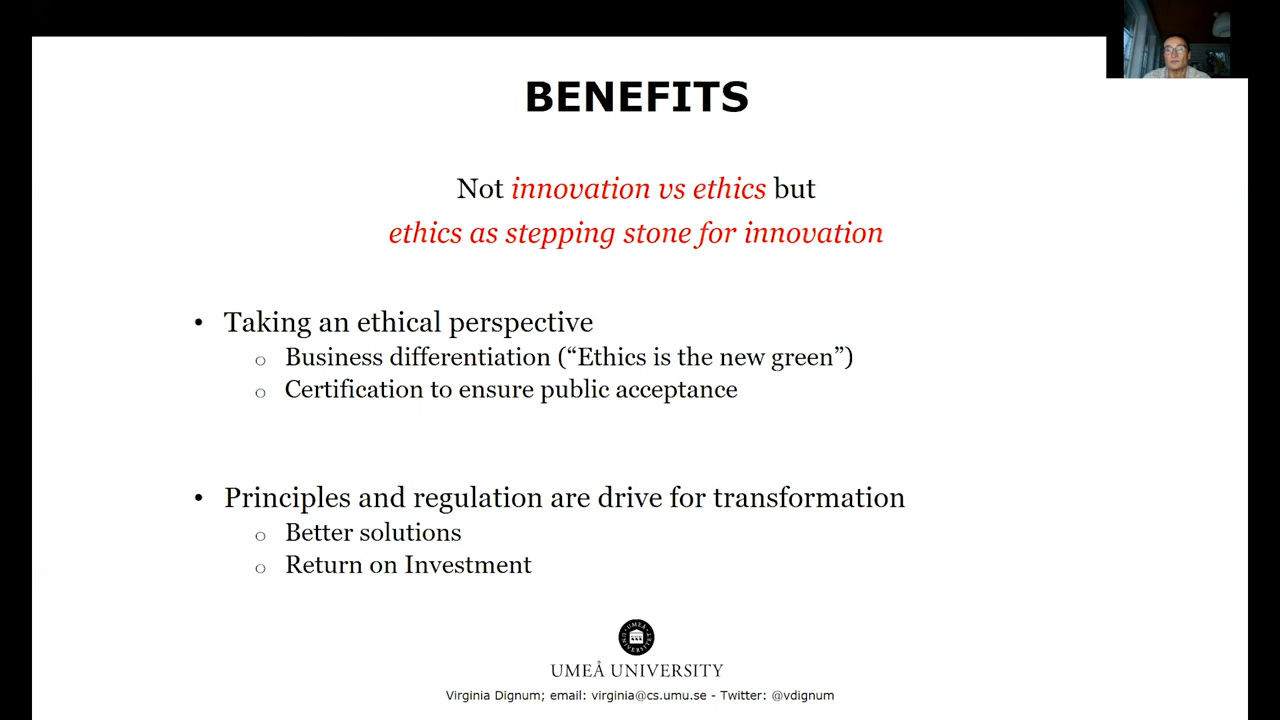 BENEFITS
Not innovation vs ethics but
ethics as stepping stone for innovation
• Taking an ethical perspective
o Business differentiation (“Ethics is the new green”)
o Certification to ensure public acceptance
• Principles and regulation are drive for transformation
o Better solutions
o Return on Investment
UMEÅ UNIVERSITET
UMEÅ UNIVERSITY
Virginia Dignum; email: virginia@cs.umu.se - Twitter: @vdignum